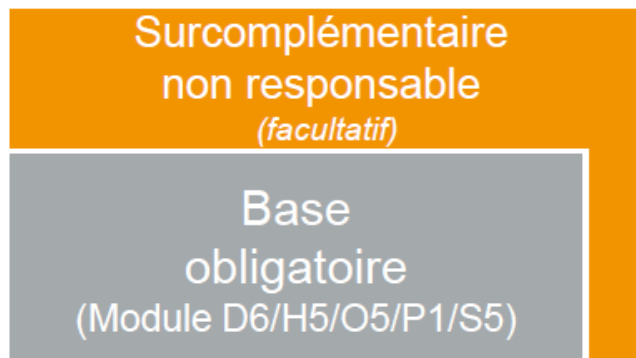 Surcomplémentaire
non responsable
(facultatif)
Base
obligatoire
(Module D6/H5/O5/P1/S5)